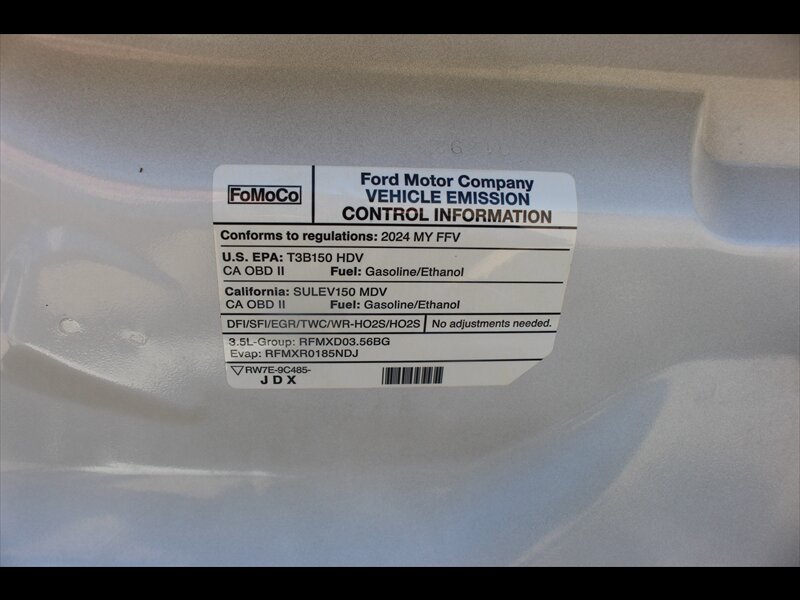 FoMoCo
Ford Motor Company
VEHICLE EMISSION
CONTROL INFORMATION
Conforms to regulations: 2024 MY FFV
U.S. EPA: T3B150 HDV
CA OBD II Fuel: Gasoline/Ethanol
California: SULEV150 MDV
CA OBD II Fuel: Gasoline/Ethanol
DFI/SFI/EGR/TWC/WR-HO2S/HO2S No adjustments needed.
3.5L-Group: RFMXD03.56BG
Evap: RFMXR0185NDJ
RW7E-9C485-
JDX